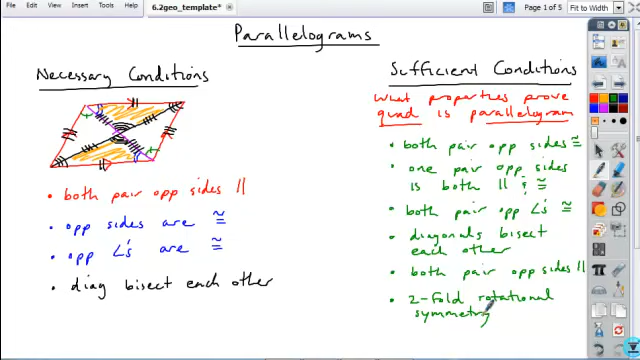 File Edit View Insert Tools Help
6.2geo_template*
Page 1 of 5
Fit to Width
Parallelograms
Necessary Conditions
• both pair opp sides ||
• opp sides are ≅
• opp ∠'s are ≅
• diag bisect each other
Sufficient Conditions
What properties prove
quad is parallelogram
• both pair opp sides ≅
• one pair opp sides
is both || & ≅
• both pair opp ∠'s ≅
• diagonals bisect
each other
• both pair opp sides ||
• 2-Fold rotational
symmetry